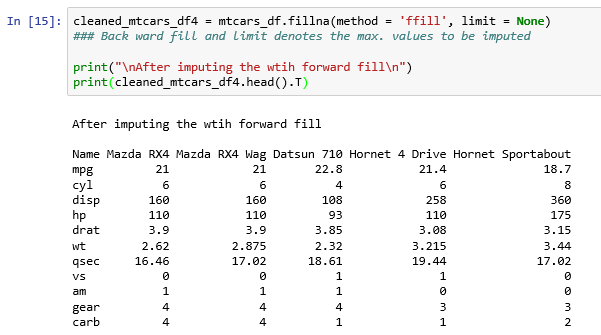 In [15]: cleaned_mtcars_df4 = mtcars_df.fillna(method = 'ffill', limit = None)
### Back ward fill and limit denotes the max. values to be imputed
print("\nAfter imputing the wtih forward fill\n")
print(cleaned_mtcars_df4.head().T)
After imputing the wtih forward fill
Name Mazda RX4 Mazda RX4 Wag Datsun 710 Hornet 4 Drive Hornet Sportabout
mpg 21 21 22.8 21.4 18.7
cyl 6 6 4 6 8
disp 160 160 108 258 360
hp 110 110 93 110 175
drat 3.9 3.9 3.85 3.08 3.15
wt 2.62 2.875 2.32 3.215 3.44
qsec 16.46 17.02 18.61 19.44 17.02
vs 0 0 1 1 0
am 1 1 1 0 0
gear 4 4 4 3 3
carb 4 4 1 1 2